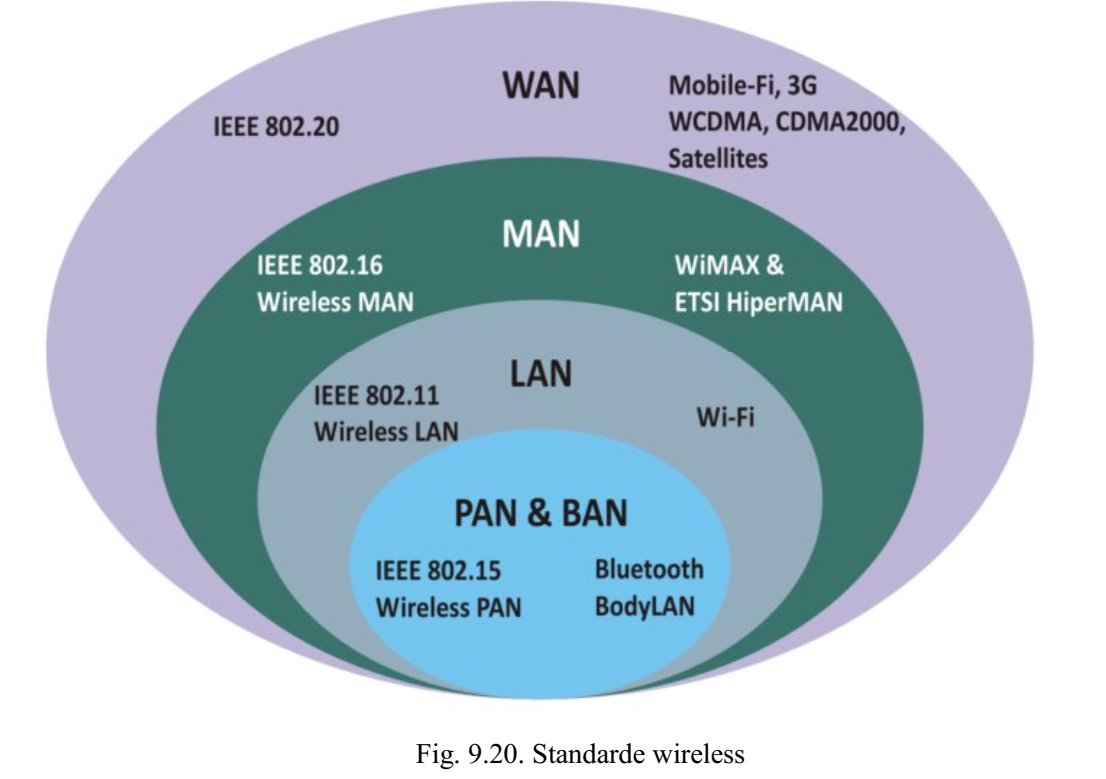 WAN
IEEE 802.20
Mobile-Fi, 3G
WCDMA, CDMA2000,
Satellites
MAN
IEEE 802.16
Wireless MAN
WiMAX &
ETSI HiperMAN
LAN
IEEE 802.11
Wireless LAN
Wi-Fi
PAN & BAN
IEEE 802.15
Wireless PAN
Bluetooth
BodyLAN
Fig. 9.20. Standarde wireless